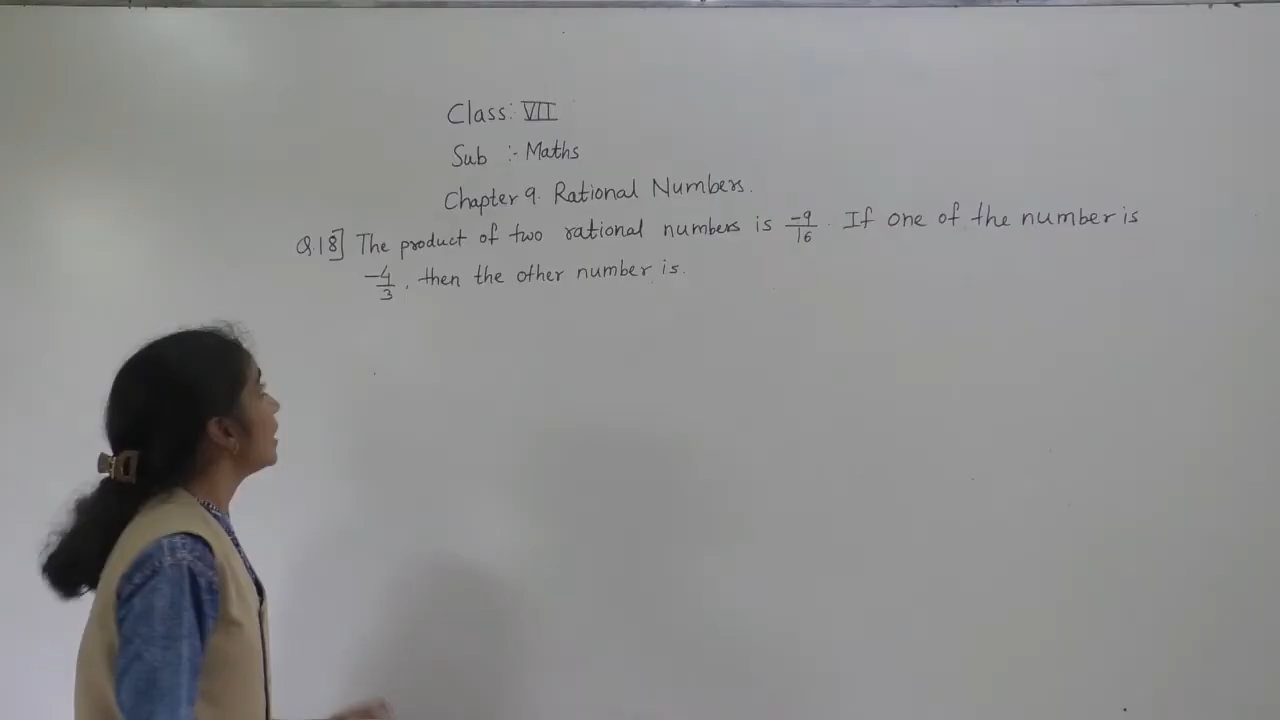 Class: VII
Sub :- Maths
Chapter 9. Rational Numbers.
Q.18] The product of two rational numbers is -9/16. If one of the number is
-4/3, then the other number is.